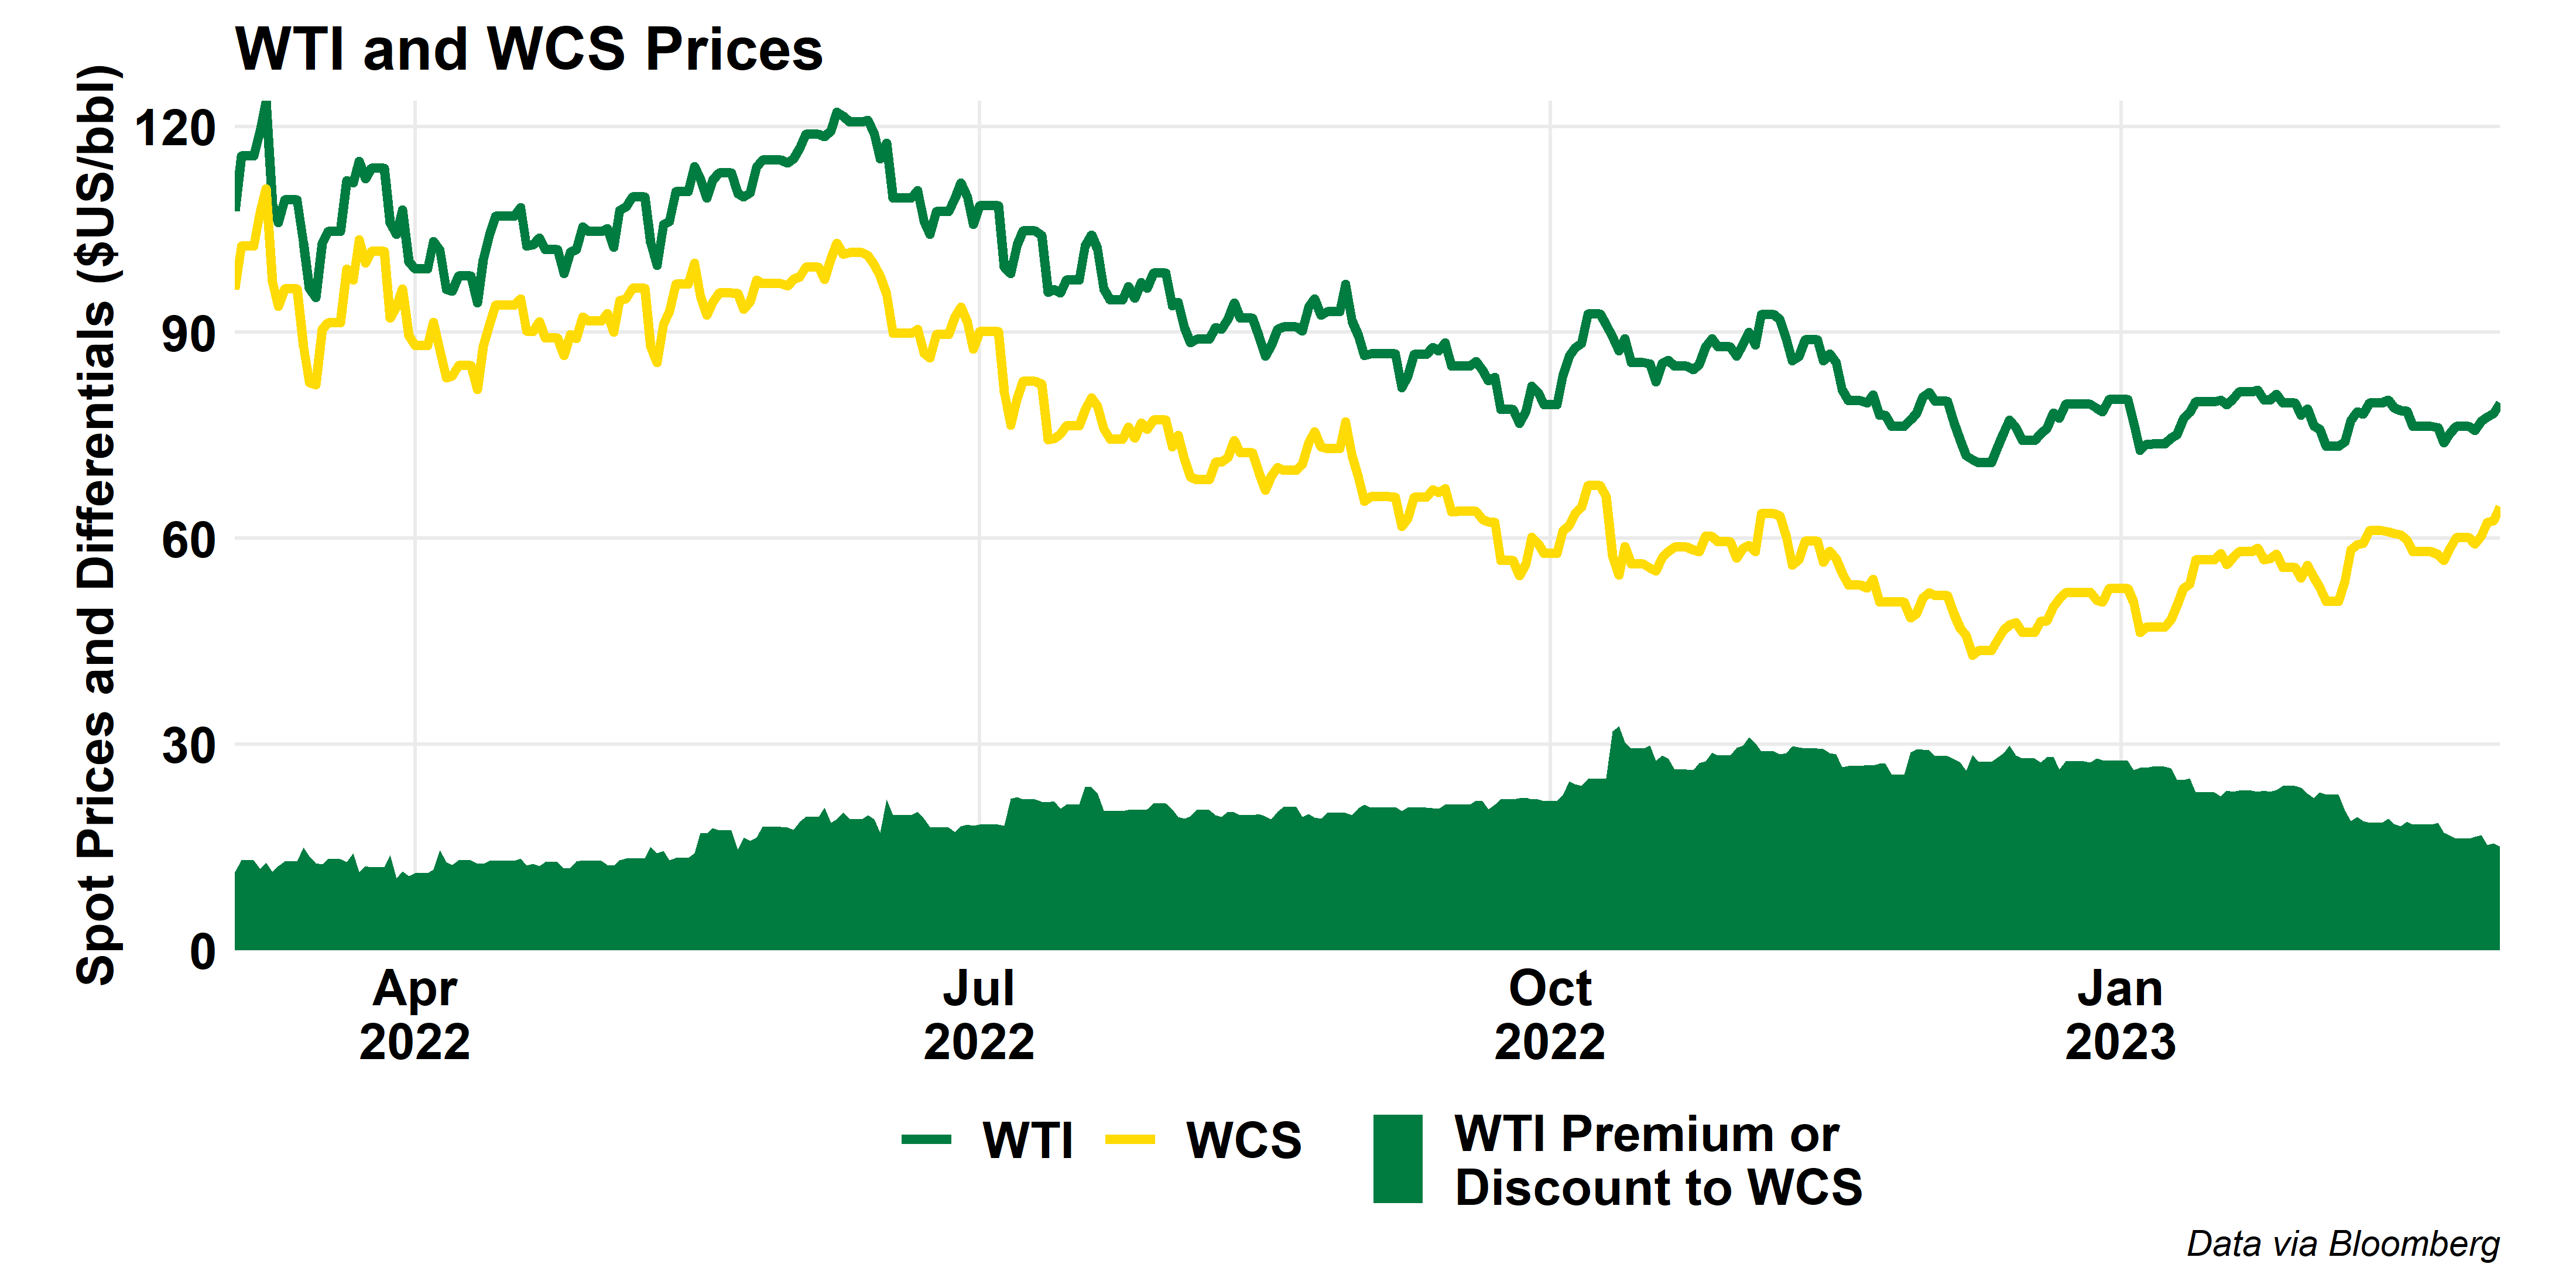 WTI and WCS Prices
Spot Prices and Differentials ($US/bbl)
120
90
60
30
0
Apr
2022
Jul
2022
Oct
2022
Jan
2023
WTI
WCS
WTI Premium or
Discount to WCS
Data via Bloomberg